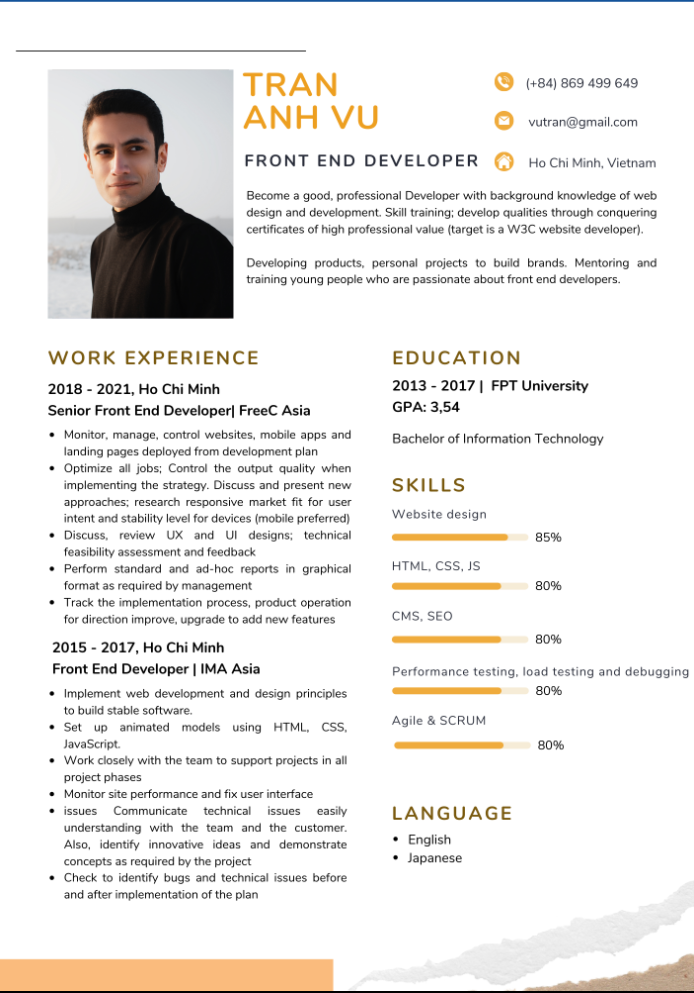 TRAN
ANH VU
FRONT END DEVELOPER
(+84) 869 499 649
vutran@gmail.com
Ho Chi Minh, Vietnam
Become a good, professional Developer with background knowledge of web
design and development. Skill training; develop qualities through conquering
certificates of high professional value (target is a W3C website developer).
Developing products, personal projects to build brands. Mentoring and
training young people who are passionate about front end developers.
WORK EXPERIENCE
2018 - 2021, Ho Chi Minh
Senior Front End Developer| FreeC Asia
• Monitor, manage, control websites, mobile apps and
landing pages deployed from development plan
• Optimize all jobs; Control the output quality when
implementing the strategy. Discuss and present new
approaches; research responsive market fit for user
intent and stability level for devices (mobile preferred)
• Discuss, review UX and UI designs; technical
feasibility assessment and feedback
• Perform standard and ad-hoc reports in graphical
format as required by management
• Track the implementation process, product operation
for direction improve, upgrade to add new features
2015 - 2017, Ho Chi Minh
Front End Developer | IMA Asia
• Implement web development and design principles
to build stable software.
• Set up animated models using HTML, CSS,
JavaScript.
• Work closely with the team to support projects in all
project phases
• Monitor site performance and fix user interface
• issues Communicate technical issues easily
understanding with the team and the customer.
Also, identify innovative ideas and demonstrate
concepts as required by the project
• Check to identify bugs and technical issues before
and after implementation of the plan
EDUCATION
2013 - 2017 | FPT University
GPA: 3,54
Bachelor of Information Technology
SKILLS
Website design
85%
HTML, CSS, JS
80%
CMS, SEO
80%
Performance testing, load testing and debugging
80%
Agile & SCRUM
80%
LANGUAGE
• English
• Japanese